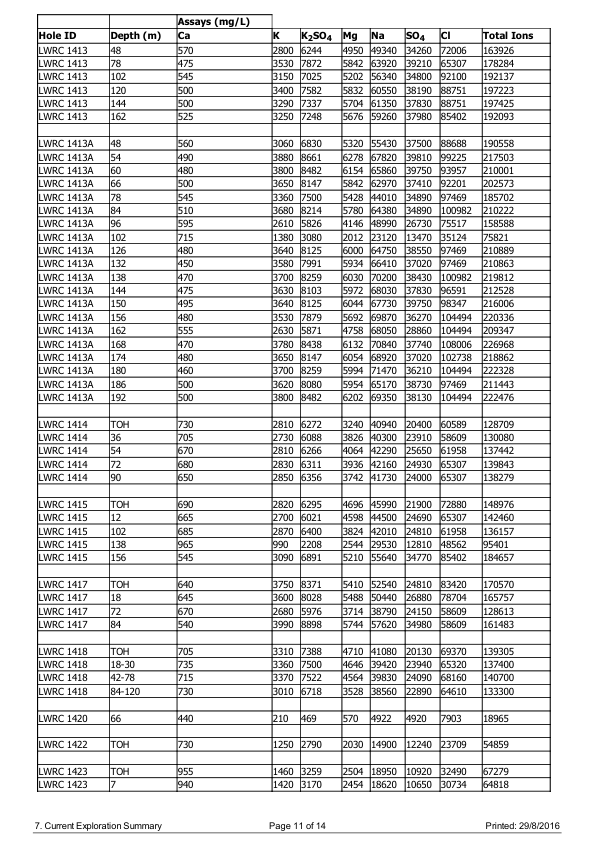 Assays (mg/L)
Hole ID Depth (m) Ca K K2SO4 Mg Na SO4 Cl Total Ions
LWRC 1413 48 570 2800 6244 4950 49340 34260 72006 163926
LWRC 1413 78 475 3530 7872 5842 63920 39210 65307 178284
LWRC 1413 102 545 3150 7025 5202 56340 34800 92100 192137
LWRC 1413 120 500 3400 7582 5832 60550 38190 88751 197223
LWRC 1413 144 500 3290 7337 5704 61350 37830 88751 197425
LWRC 1413 162 525 3250 7248 5676 59260 37980 85402 192093
LWRC 1413A 48 560 3060 6830 5320 55430 37500 88688 190558
LWRC 1413A 54 490 3880 8661 6278 67820 39810 99225 217503
LWRC 1413A 60 480 3800 8482 6154 65860 39750 93957 210001
LWRC 1413A 66 500 3650 8147 5842 62970 37410 92201 202573
LWRC 1413A 78 545 3360 7500 5428 44010 34890 97469 185702
LWRC 1413A 84 510 3680 8214 5780 64380 34890 100982 210222
LWRC 1413A 96 595 2610 5826 4146 48990 26730 75517 158588
LWRC 1413A 102 715 1380 3080 2012 23120 13470 35124 75821
LWRC 1413A 126 480 3640 8125 6000 64750 38550 97469 210889
LWRC 1413A 132 450 3580 7991 5934 66410 37020 97469 210863
LWRC 1413A 138 470 3700 8259 6030 70200 38430 100982 219812
LWRC 1413A 144 475 3630 8103 5972 68030 37830 96591 212528
LWRC 1413A 150 495 3640 8125 6044 67730 39750 98347 216006
LWRC 1413A 156 480 3530 7879 5692 69870 36270 104494 220336
LWRC 1413A 162 555 2630 5871 4758 68050 28860 104494 209347
LWRC 1413A 168 470 3780 8438 6132 70840 37740 108006 226968
LWRC 1413A 174 480 3650 8147 6054 68920 37020 102738 218862
LWRC 1413A 180 460 3700 8259 5994 71470 36210 104494 222328
LWRC 1413A 186 500 3620 8080 5954 65170 38730 97469 211443
LWRC 1413A 192 500 3800 8482 6202 69350 38130 104494 222476
LWRC 1414 TOH 730 2810 6272 3240 40940 20400 60589 128709
LWRC 1414 36 705 2730 6088 3826 40300 23910 58609 130080
LWRC 1414 54 670 2810 6266 4064 42290 25650 61958 137442
LWRC 1414 72 680 2830 6311 3936 42160 24930 65307 139843
LWRC 1414 90 650 2850 6356 3742 41730 24000 65307 138279
LWRC 1415 TOH 690 2820 6295 4696 45990 21900 72880 148976
LWRC 1415 12 665 2700 6021 4598 44500 24690 65307 142460
LWRC 1415 102 685 2870 6400 3824 42010 24810 61958 136157
LWRC 1415 138 965 990 2208 2544 29530 12810 48562 95401
LWRC 1415 156 545 3090 6891 5210 55640 34770 85402 184657
LWRC 1417 TOH 640 3750 8371 5410 52540 24810 83420 170570
LWRC 1417 18 645 3600 8028 5488 50440 26880 78704 165757
LWRC 1417 72 670 2680 5976 3714 38790 24150 58609 128613
LWRC 1417 84 540 3990 8898 5744 57620 34980 58609 161483
LWRC 1418 TOH 705 3310 7388 4710 41080 20130 69370 139305
LWRC 1418 18-30 735 3360 7500 4646 39420 23940 65320 137400
LWRC 1418 42-78 715 3370 7522 4564 39830 24090 68160 140700
LWRC 1418 84-120 730 3010 6718 3528 38560 22890 64610 133300
LWRC 1420 66 440 210 469 570 4922 4920 7903 18965
LWRC 1422 TOH 730 1250 2790 2030 14900 12240 23709 54859
LWRC 1423 TOH 955 1460 3259 2504 18950 10920 32490 67279
LWRC 1423 7 940 1420 3170 2454 18620 10650 30734 64818
7. Current Exploration Summary Page 11 of 14 Printed: 29/8/2016